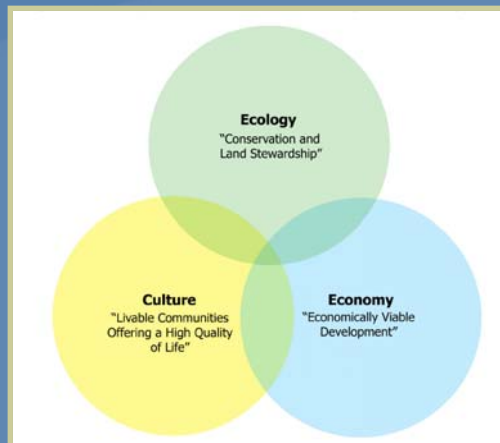 Ecology
“Conservation and
Land Stewardship”
Culture
“Livable Communities
Offering a High Quality
of Life”
Economy
“Economically Viable
Development”